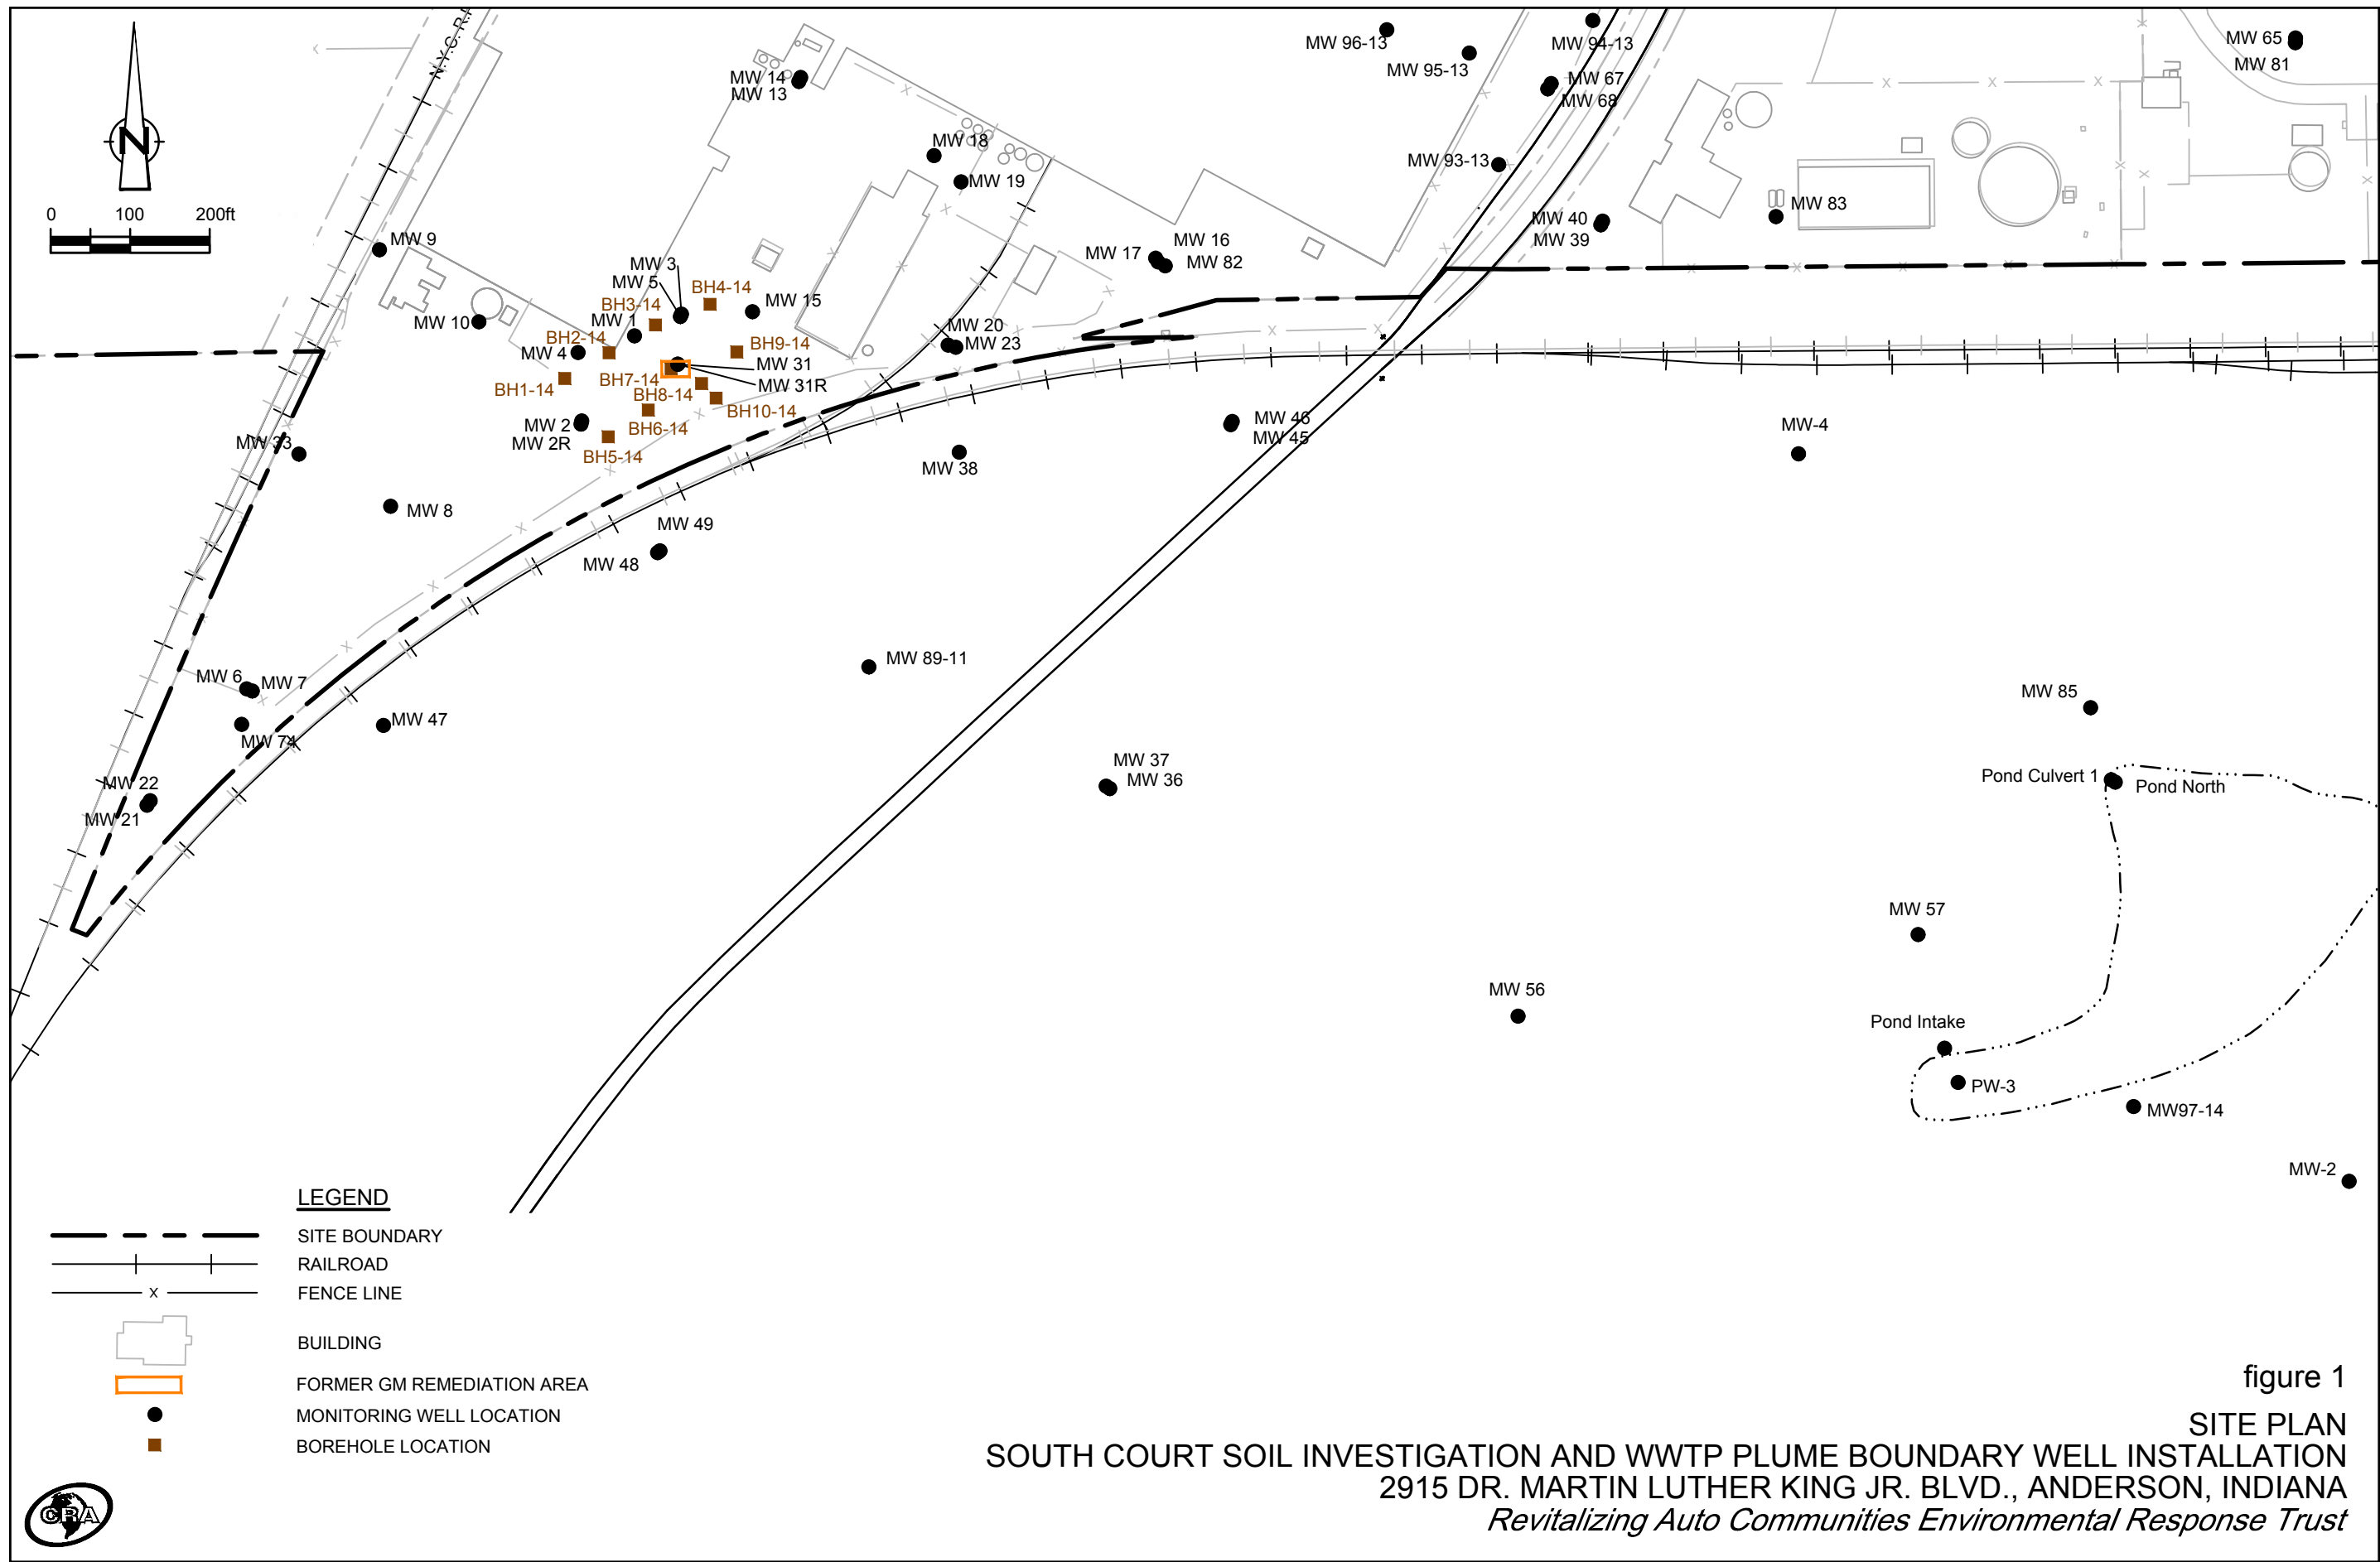 N.Y.C. R.R
N
0 100 200ft
MW 96-13
MW 95-13
MW 94-13
MW 67
MW 68
MW 65
MW 81
MW 14
MW 13
MW 18
MW 19
MW 93-13
MW 83
MW 40
MW 39
MW 9
MW 16
MW 17
MW 82
MW 3
MW 5
BH4-14
BH3-14
MW 15
MW 10
MW 1
MW 20
BH2-14
MW 4
BH9-14
MW 23
MW 31
BH7-14
MW 31R
BH1-14
BH8-14
BH10-14
MW 2
BH6-14
MW 2R
BH5-14
MW 46
MW 45
MW-4
MW 33
MW 38
MW 8
MW 49
MW 48
MW 89-11
MW 6
MW 7
MW 85
MW 47
MW 74
MW 37
MW 36
Pond Culvert 1
Pond North
MW 22
MW 21
MW 57
MW 56
Pond Intake
PW-3
MW97-14
MW-2
LEGEND
SITE BOUNDARY
RAILROAD
x FENCE LINE
BUILDING
FORMER GM REMEDIATION AREA
MONITORING WELL LOCATION
BOREHOLE LOCATION
CRA
figure 1
SITE PLAN
SOUTH COURT SOIL INVESTIGATION AND WWTP PLUME BOUNDARY WELL INSTALLATION
2915 DR. MARTIN LUTHER KING JR. BLVD., ANDERSON, INDIANA
Revitalizing Auto Communities Environmental Response Trust